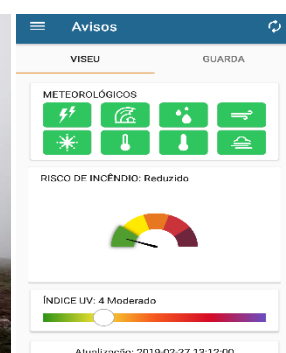 Avisos
VISEU GUARDA
METEOROLÓGICOS
RISCO DE INCÊNDIO: Reduzido
ÍNDICE UV: 4 Moderado
Atualização: 2019-02-27 13:12:00